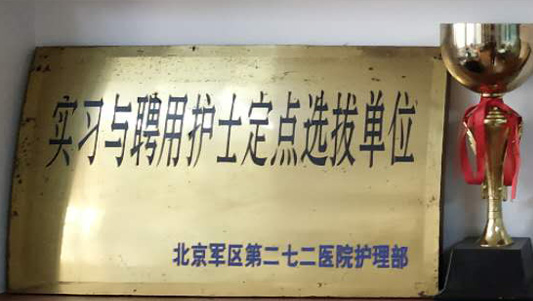 实习与聘用护士定点选拔单位
北京军区第二七二医院护理部